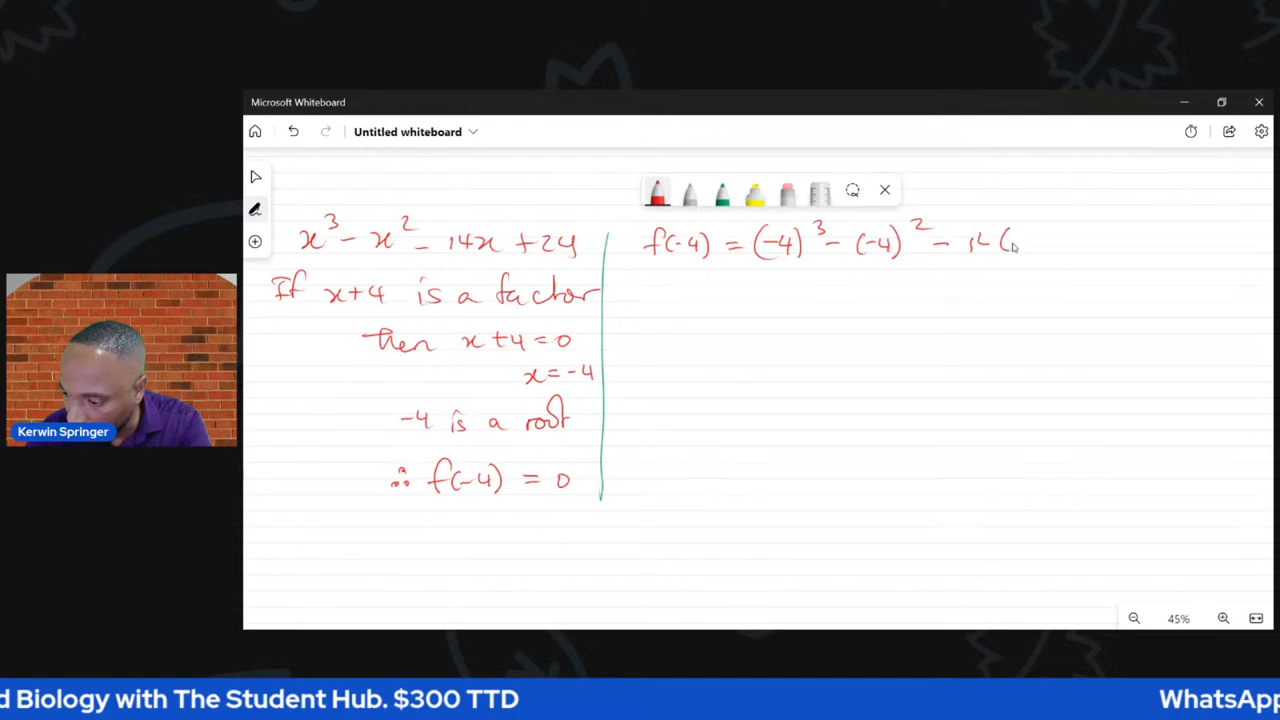 Microsoft Whiteboard
Untitled whiteboard
x³ - x² - 14x + 24
If x+4 is a factor
then x+4=0
x=-4
-4 is a root
∴ f(-4) = 0
f(-4) = (-4)³ - (-4)² - 14(
Kerwin Springer
45%
d Biology with The Student Hub. $300 TTD
WhatsApp